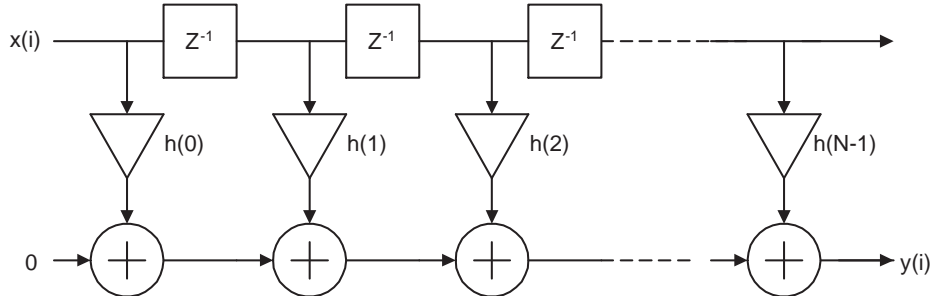 x(i) Z⁻¹ Z⁻¹ Z⁻¹
h(0) h(1) h(2) h(N-1)
0 y(i)